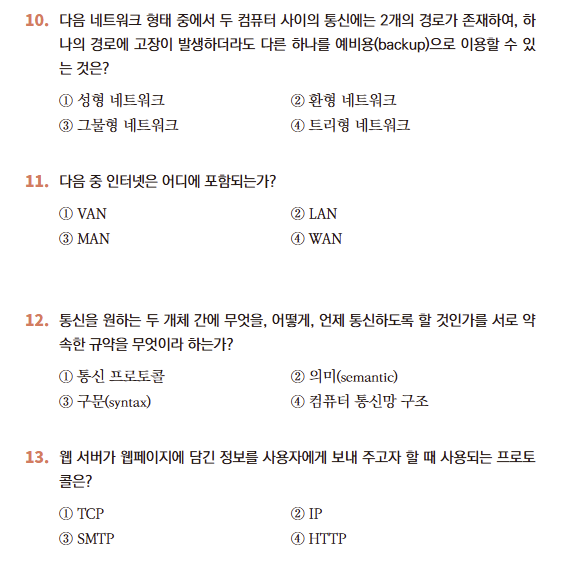 10. 다음 네트워크 형태 중에서 두 컴퓨터 사이의 통신에는 2개의 경로가 존재하여, 하
나의 경로에 고장이 발생하더라도 다른 하나를 예비용(backup)으로 이용할 수 있
는 것은?
① 성형 네트워크 ② 환형 네트워크
③ 그물형 네트워크 ④ 트리형 네트워크
11. 다음 중 인터넷은 어디에 포함되는가?
① VAN ② LAN
③ MAN ④ WAN
12. 통신을 원하는 두 개체 간에 무엇을, 어떻게, 언제 통신하도록 할 것인가를 서로 약
속한 규약을 무엇이라 하는가?
① 통신 프로토콜 ② 의미(semantic)
③ 구문(syntax) ④ 컴퓨터 통신망 구조
13. 웹 서버가 웹페이지에 담긴 정보를 사용자에게 보내 주고자 할 때 사용되는 프로토
콜은?
① TCP ② IP
③ SMTP ④ HTTP